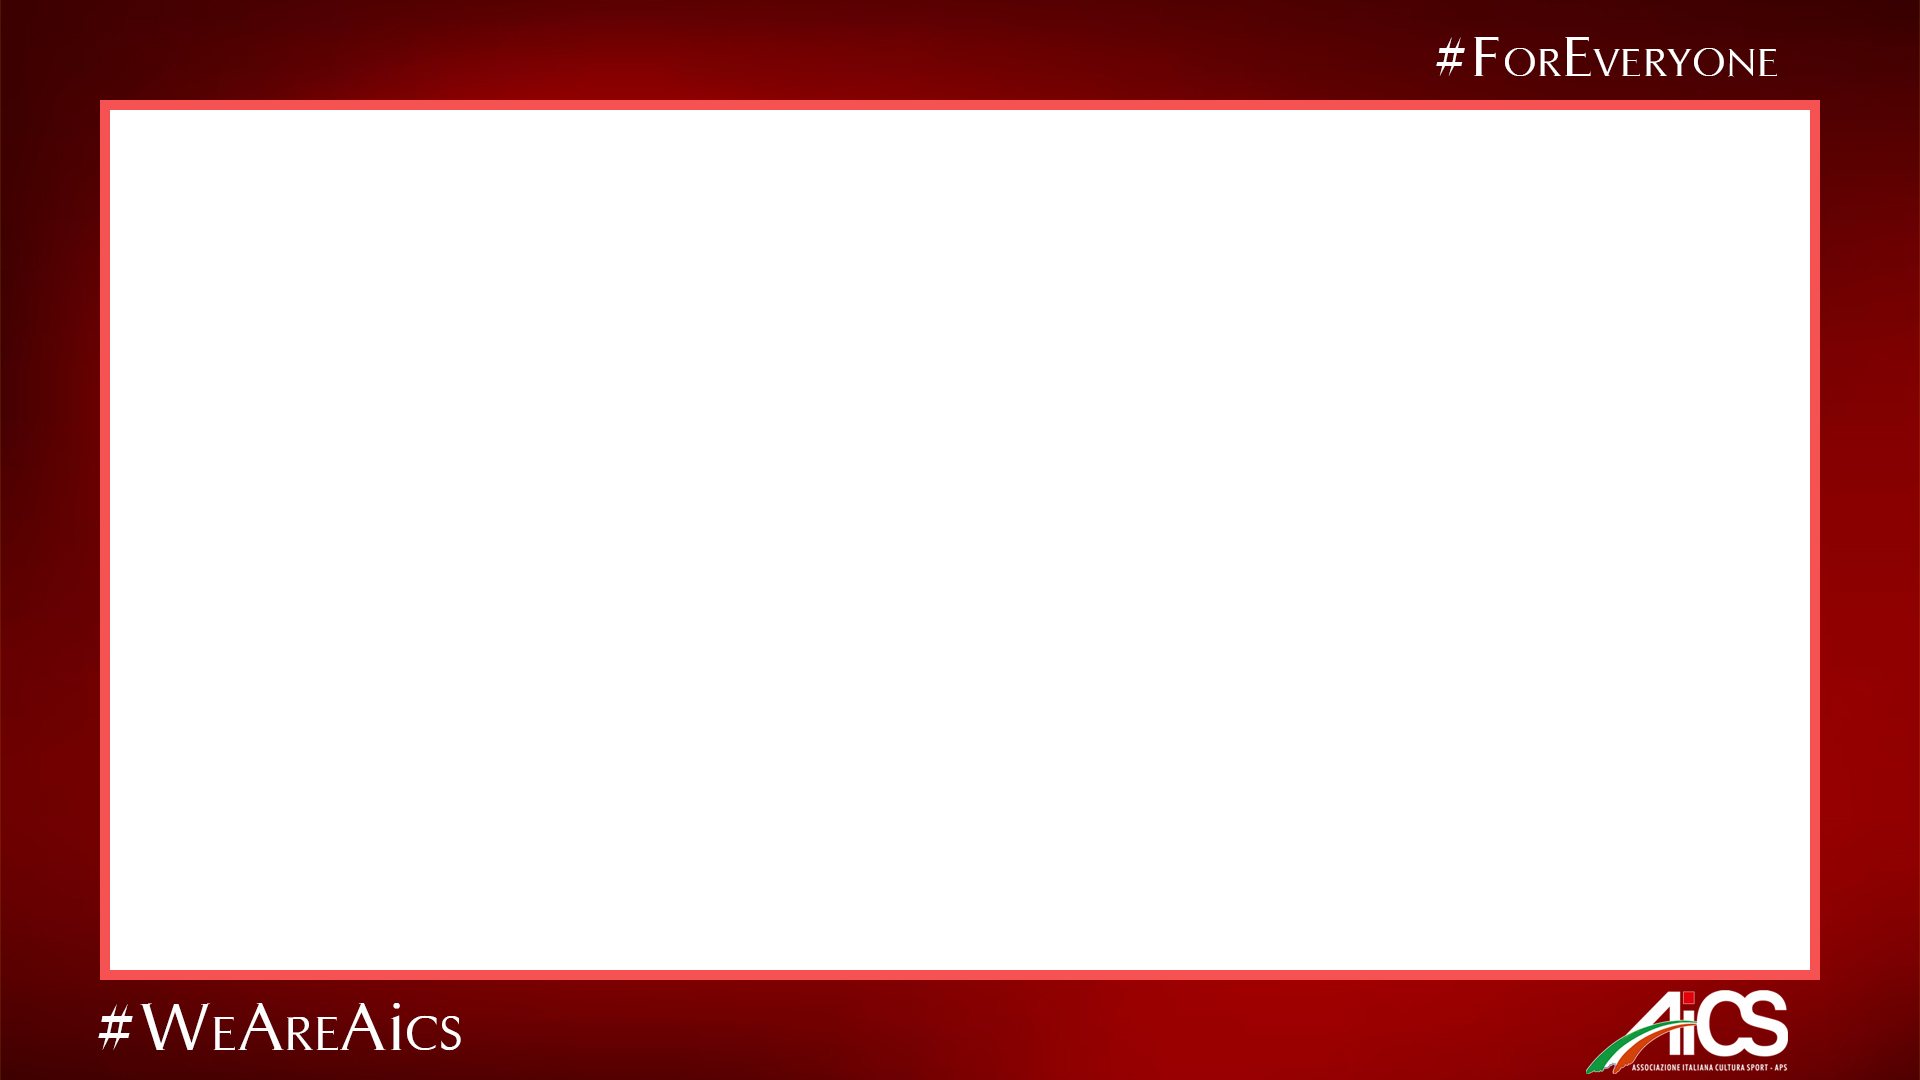 #ForEveryone
#WeAreAics
AiCS
ASSOCIAZIONE ITALIANA CULTURA SPORT - APS